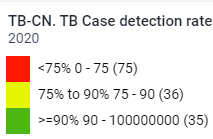 TB-CN. TB Case detection rate
2020
<75% 0 - 75 (75)
75% to 90% 75 - 90 (36)
>=90% 90 - 100000000 (35)